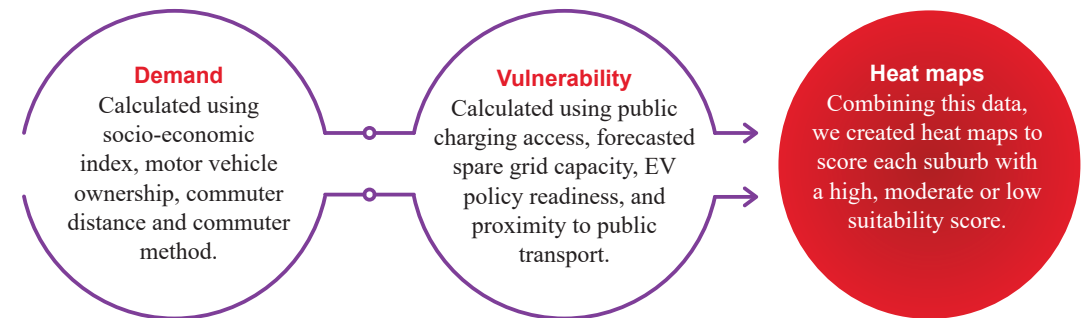 Demand
Calculated using
socio-economic
index, motor vehicle
ownership, commuter
distance and commuter
method.
Vulnerability
Calculated using public
charging access, forecasted
spare grid capacity, EV
policy readiness, and
proximity to public
transport.
Heat maps
Combining this data,
we created heat maps to
score each suburb with
a high, moderate or low
suitability score.